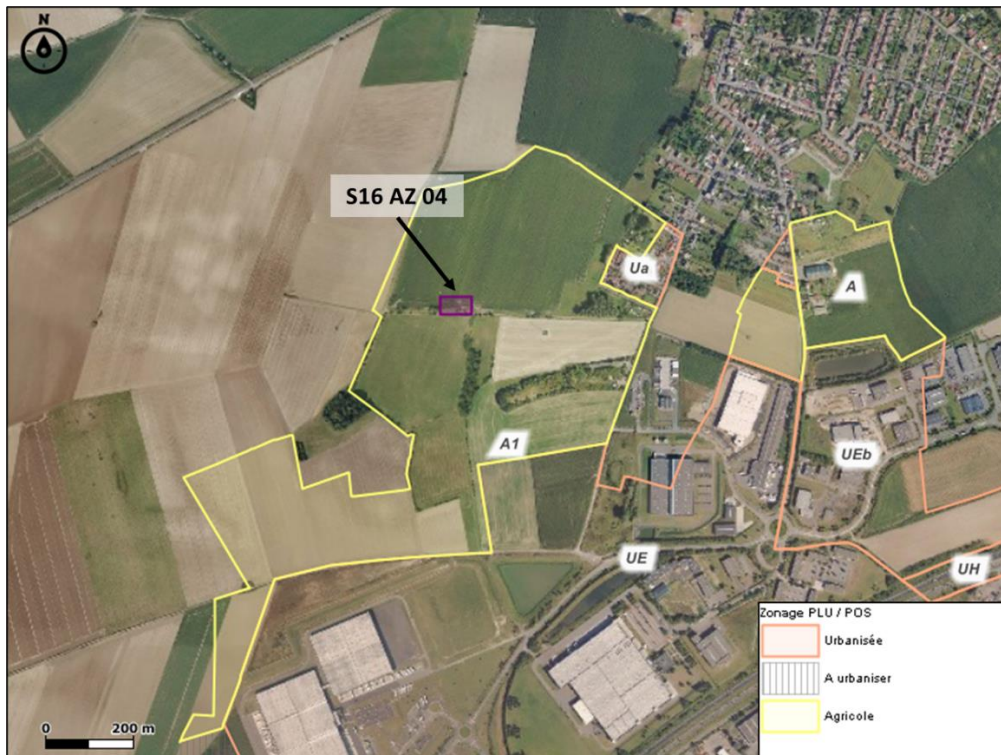 N
S16 AZ 04
Ua
A
A1
UEb
UE
UH
Zonage PLU / POS
Urbanisée
A urbaniser
Agricole
0 200 m